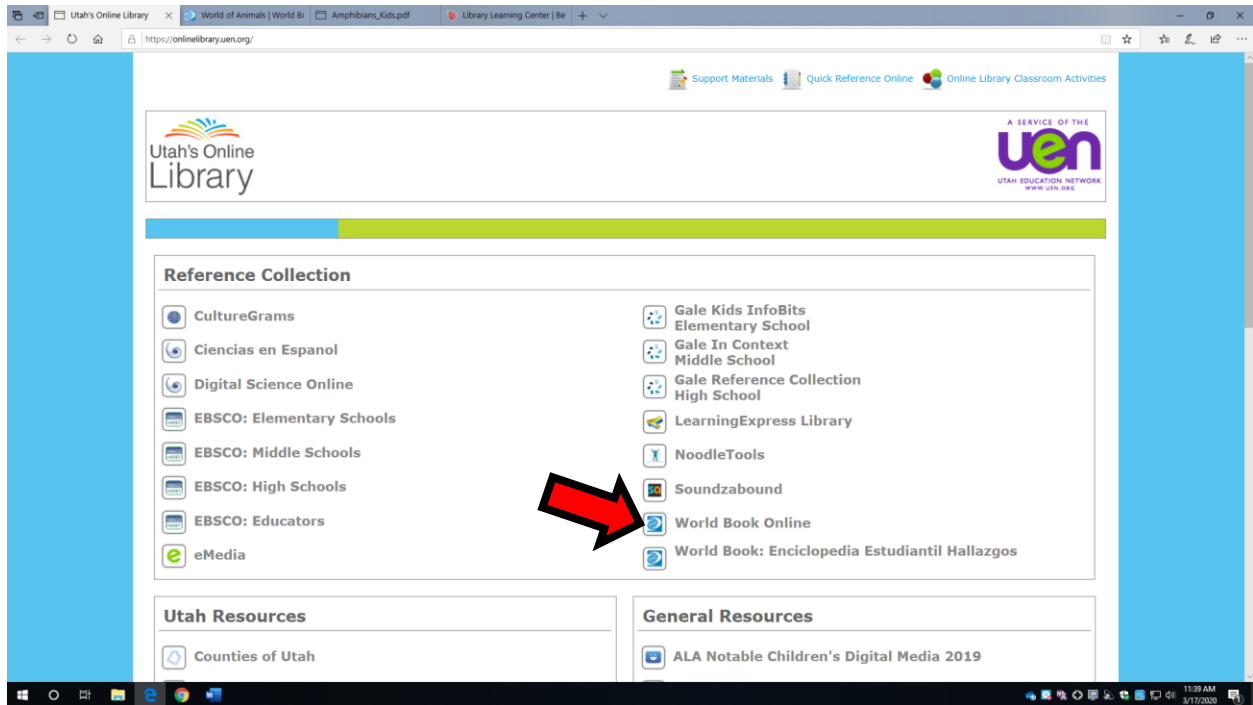 Utah's Online Library
World of Animals | World Bo
Amphibians_Kids.pdf
Library Learning Center | Be
https://onlinelibrary.uen.org/
Support Materials
Quick Reference Online
Online Library Classroom Activities
Utah's Online
Library
A SERVICE OF THE
uen
UTAH EDUCATION NETWORK
WWW.UEN.ORG
Reference Collection
CultureGrams
Ciencias en Espanol
Digital Science Online
EBSCO: Elementary Schools
EBSCO: Middle Schools
EBSCO: High Schools
EBSCO: Educators
eMedia
Gale Kids InfoBits
Elementary School
Gale In Context
Middle School
Gale Reference Collection
High School
LearningExpress Library
NoodleTools
Soundzabound
World Book Online
World Book: Enciclopedia Estudiantil Hallazgos
Utah Resources
Counties of Utah
General Resources
ALA Notable Children's Digital Media 2019
11:39 AM
3/17/2020